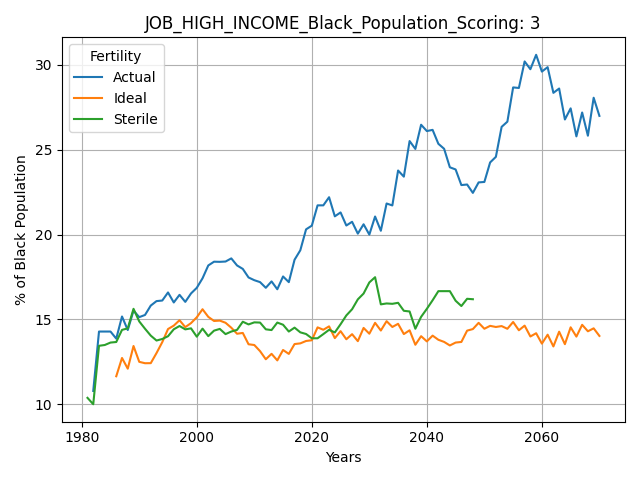 JOB_HIGH_INCOME_Black_Population_Scoring: 3
Fertility
Actual
Ideal
Sterile
% of Black Population
30
25
20
15
10
1980
2000
2020
2040
2060
Years